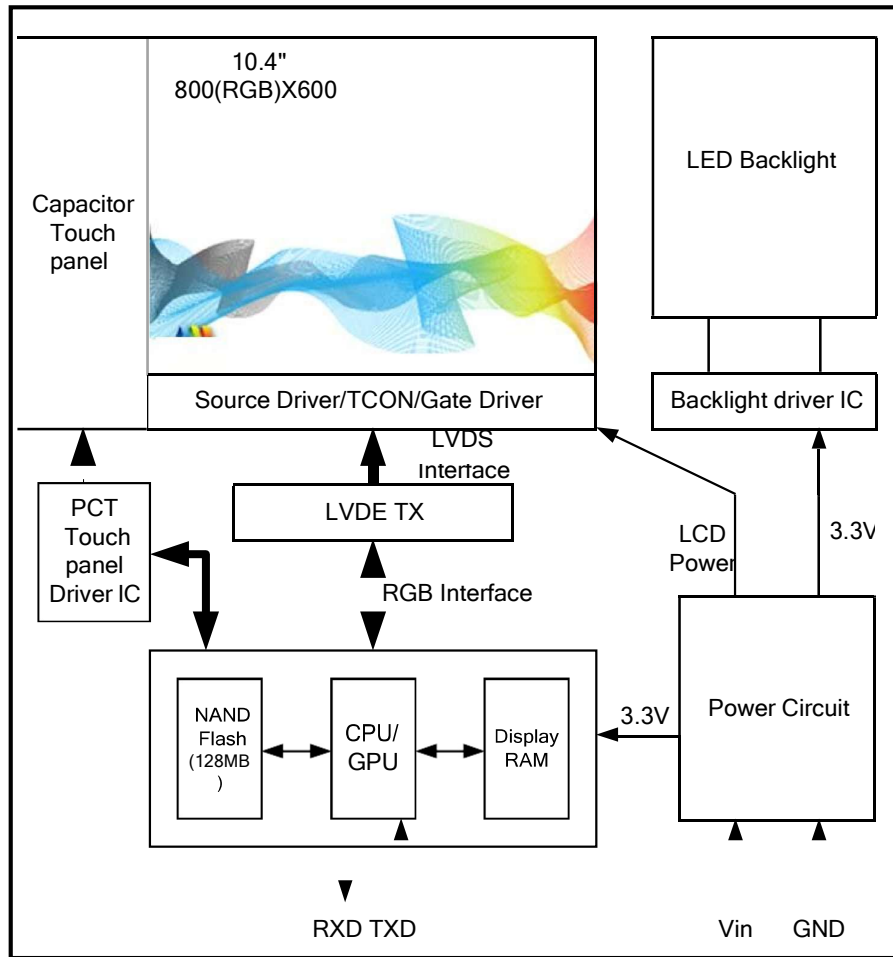 10.4"
800(RGB)X600
LED Backlight
Capacitor
Touch
panel
Source Driver/TCON/Gate Driver
Backlight driver IC
LVDS
Interface
PCT
Touch
panel
Driver IC
LVDE TX
LCD
Power
3.3V
RGB Interface
NAND
Flash
(128MB
)
CPU/
GPU
Display
RAM
3.3V
Power Circuit
RXD TXD
Vin GND